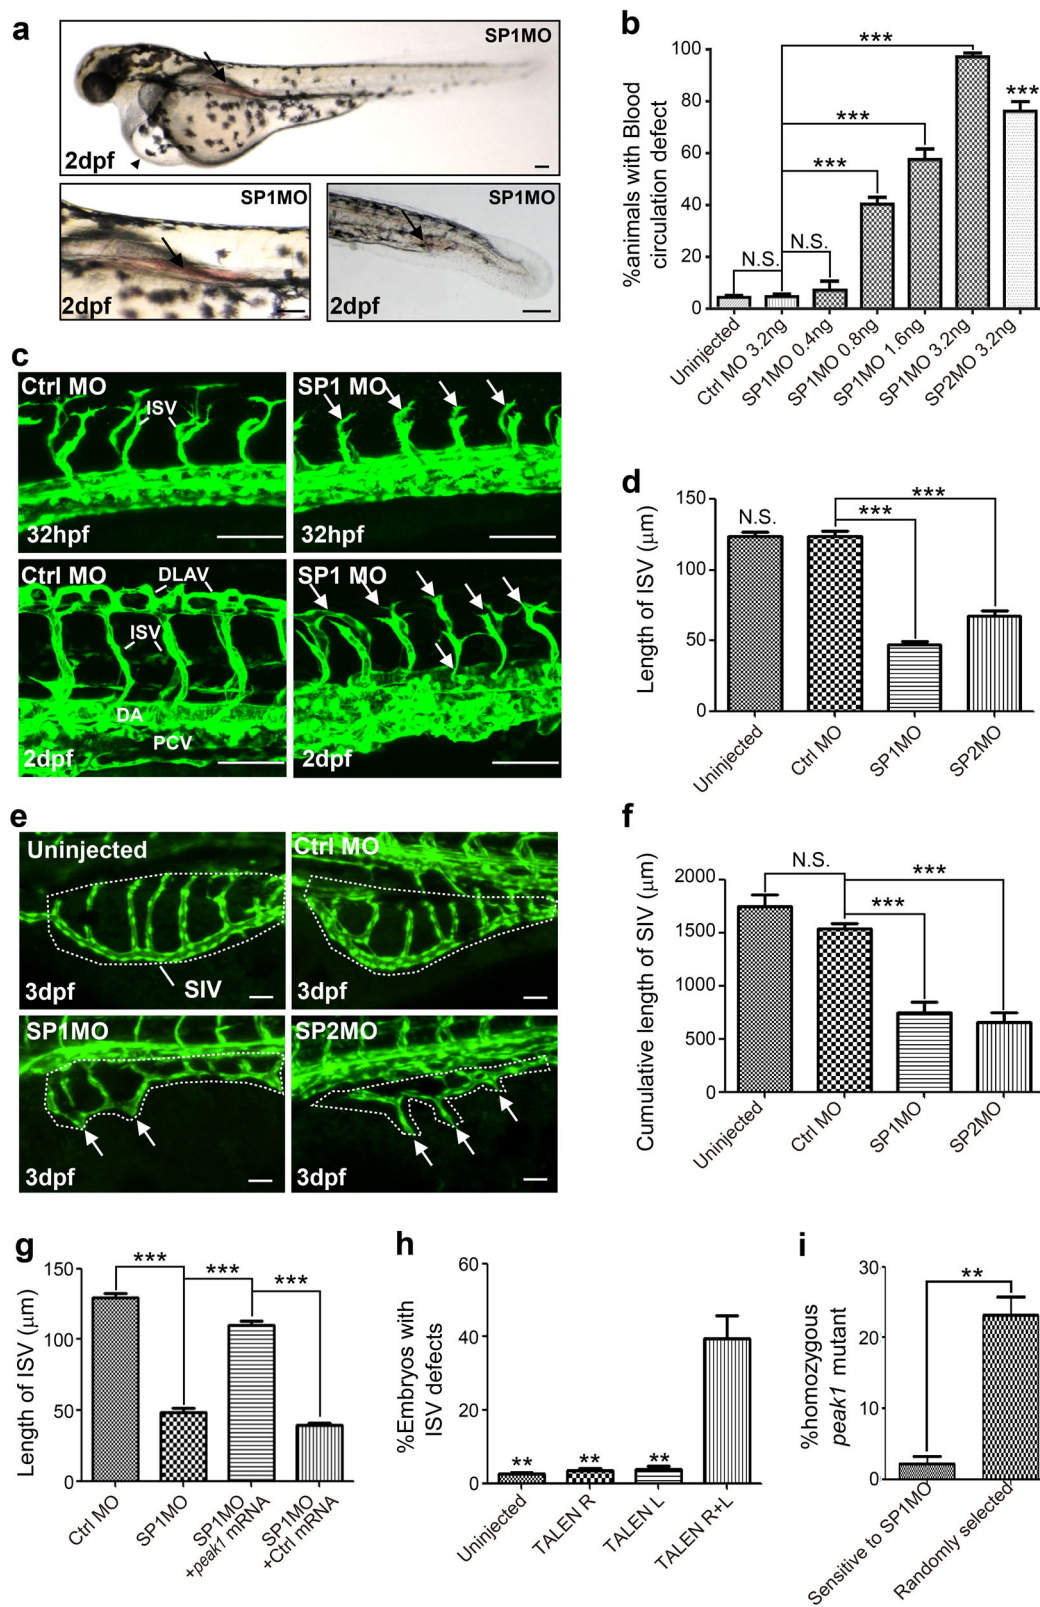 a
SP1MO
2dpf
SP1MO
2dpf
SP1MO
2dpf
b
%animals with Blood
circulation defect
100
80
60
40
20
0
***
***
***
***
N.S.
N.S.
Uninjected
Ctrl MO 3.2ng
SP1MO 0.4ng
SP1MO 0.8ng
SP1MO 1.6ng
SP1MO 3.2ng
SP2MO 3.2ng
c
Ctrl MO
ISV
32hpf
SP1 MO
32hpf
Ctrl MO
DLAV
ISV
DA
PCV
2dpf
SP1 MO
2dpf
d
Length of ISV (μm)
150
100
50
0
N.S.
***
***
Uninjected
Ctrl MO
SP1MO
SP2MO
e
Uninjected
SIV
3dpf
Ctrl MO
3dpf
SP1MO
3dpf
SP2MO
3dpf
f
Cumulative length of SIV (μm)
2000
1500
1000
500
0
N.S.
***
***
Uninjected
Ctrl MO
SP1MO
SP2MO
g
Length of ISV (μm)
150
100
50
0
***
***
***
Ctrl MO
SP1MO
SP1MO
+peak1 mRNA
SP1MO
+Ctrl mRNA
h
%Embryos with
ISV defects
60
40
20
0
**
**
**
Uninjected
TALEN R
TALEN L
TALEN R+L
i
%homozygous
peak1 mutant
30
20
10
0
**
Sensitive to SP1MO
Randomly selected